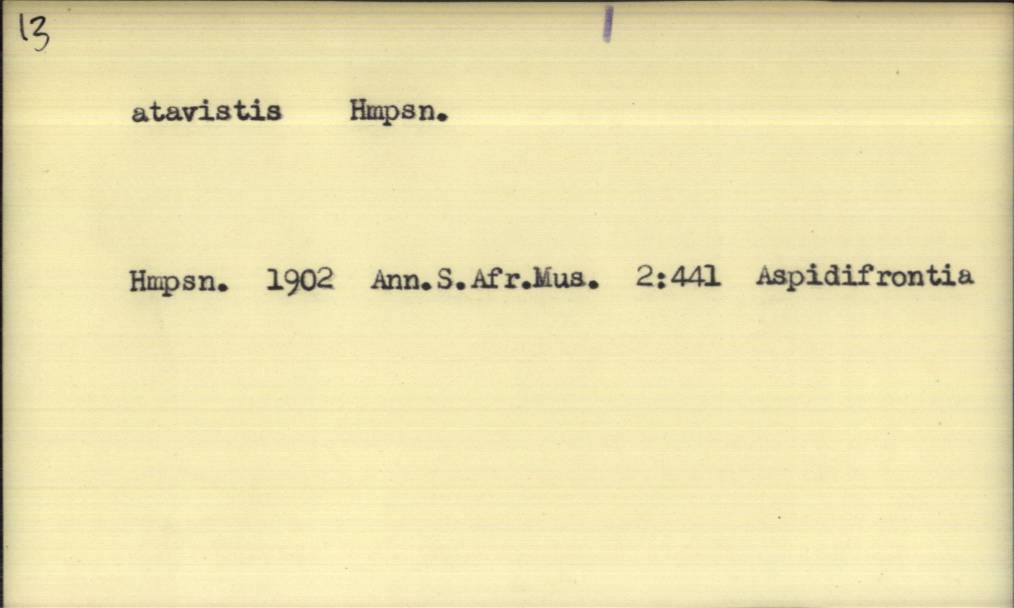 13
atavistis Hmpsn.
Hmpsn. 1902 Ann.S.Afr.Mus. 2:441 Aspidifrontia